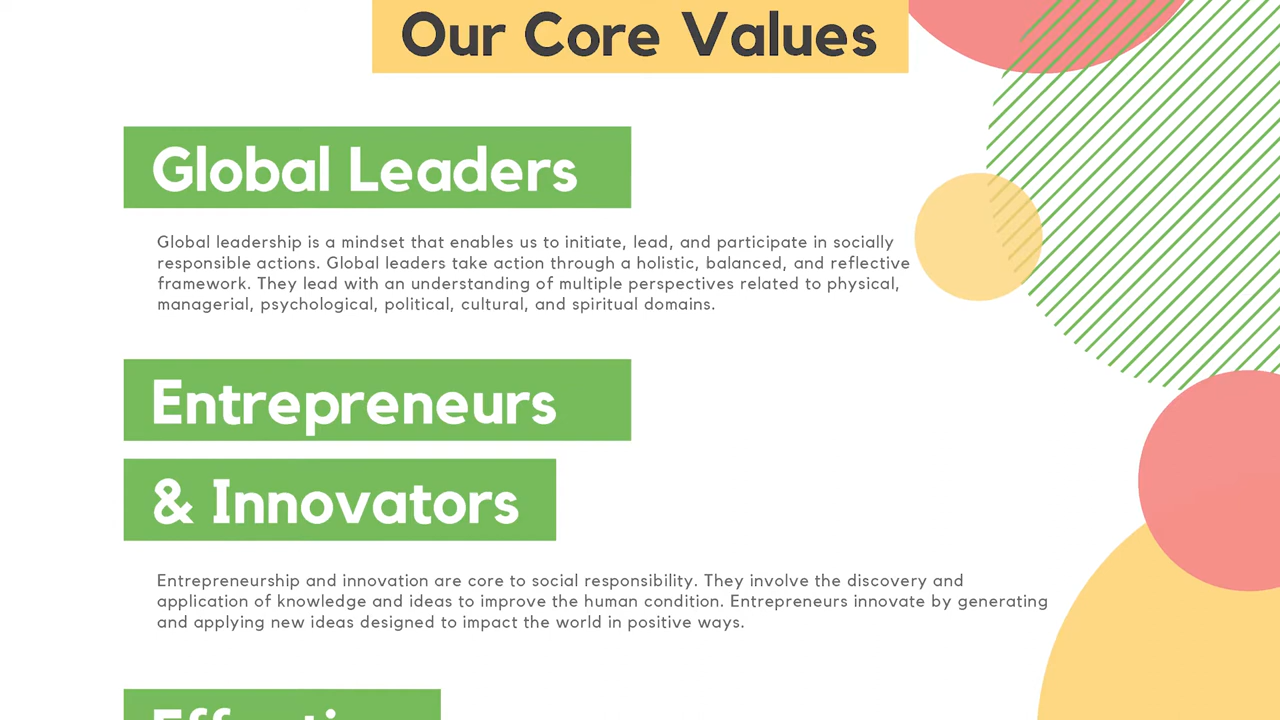 Our Core Values
Global Leaders
Global leadership is a mindset that enables us to initiate, lead, and participate in socially
responsible actions. Global leaders take action through a holistic, balanced, and reflective
framework. They lead with an understanding of multiple perspectives related to physical,
managerial, psychological, political, cultural, and spiritual domains.
Entrepreneurs
& Innovators
Entrepreneurship and innovation are core to social responsibility. They involve the discovery and
application of knowledge and ideas to improve the human condition. Entrepreneurs innovate by generating
and applying new ideas designed to impact the world in positive ways.